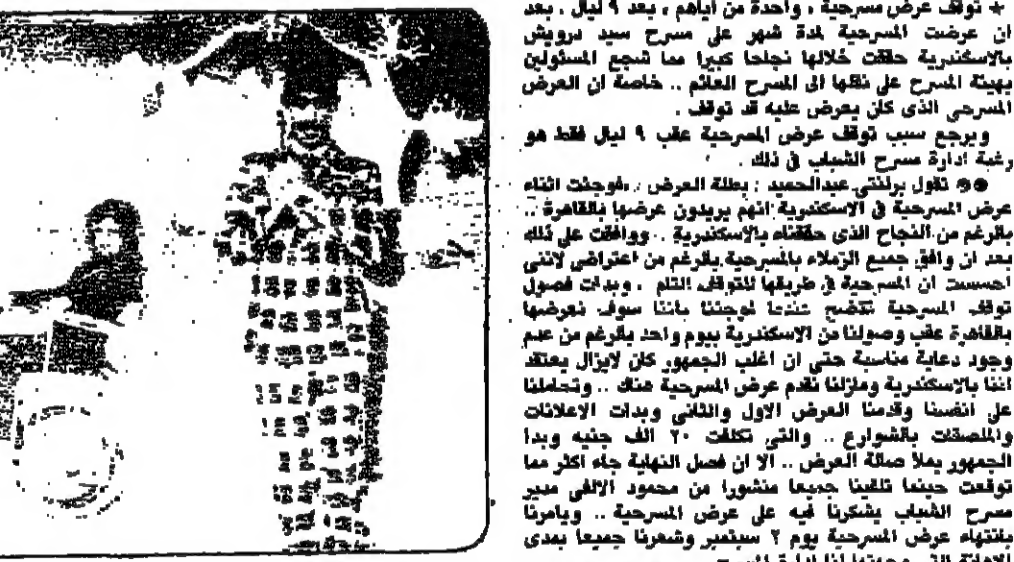 + توقف عرض مسرحية ، واحدة من اياهم ، بعد ٩ ليال . بعد
ان عرضت المسرحية لمدة شهر على مسرح سيد درويش
بالاسكندرية حققت خلالها نجاحا كبيرا مما شجع المسئولين
بهيئة المسرح على نقلها الى المسرح العائم .. خاصة ان العرض
المسرحى الذى كان يعرض عليه قد توقف .
ويرجع سبب توقف عرض المسرحية عقب ٩ ليال فقط هو
رغبة ادارة مسرح الشباب فى ذلك .
●● تقول برلنتى عبدالحميد : بطلة العرض : فوجئت اثناء
عرض المسرحية فى الاسكندرية انهم يريدون عرضها بالقاهرة ..
بالرغم من النجاح الذى حققناه بالاسكندرية .. ووافقت على ذلك
بعد ان وافق جميع الزملاء بالمسرحية بالرغم من اعتراضى لاننى
احسست ان المسرحية فى طريقها للتوقف التام . وبدات فصول
توقف المسرحية تتضح عندما فوجئنا باننا سوف نعرضها
بالقاهرة عقب وصولنا من الاسكندرية بيوم واحد بالرغم من عدم
وجود دعاية مناسبة حتى ان اغلب الجمهور كان لايزال يعتقد
اننا بالاسكندرية ومازلنا نقدم عرض المسرحية هناك .. وتحاملنا
على انفسنا وقدمنا العرض الاول والثانى وبدات الاعلانات
والملصقات بالشوارع .. والتى تكلفت ٢٠ الف جنيه وبدا
الجمهور يملا صالة العرض .. الا ان فصل النهاية جاء اكثر مما
توقعت حينما تلقينا جميعا منشورا من محمود الالفى مدير
مسرح الشباب يشكرنا فيه على عرض المسرحية .. ويامرنا
بانتهاء عرض المسرحية يوم ٢ سبتمبر وشعرنا جميعا بمدى